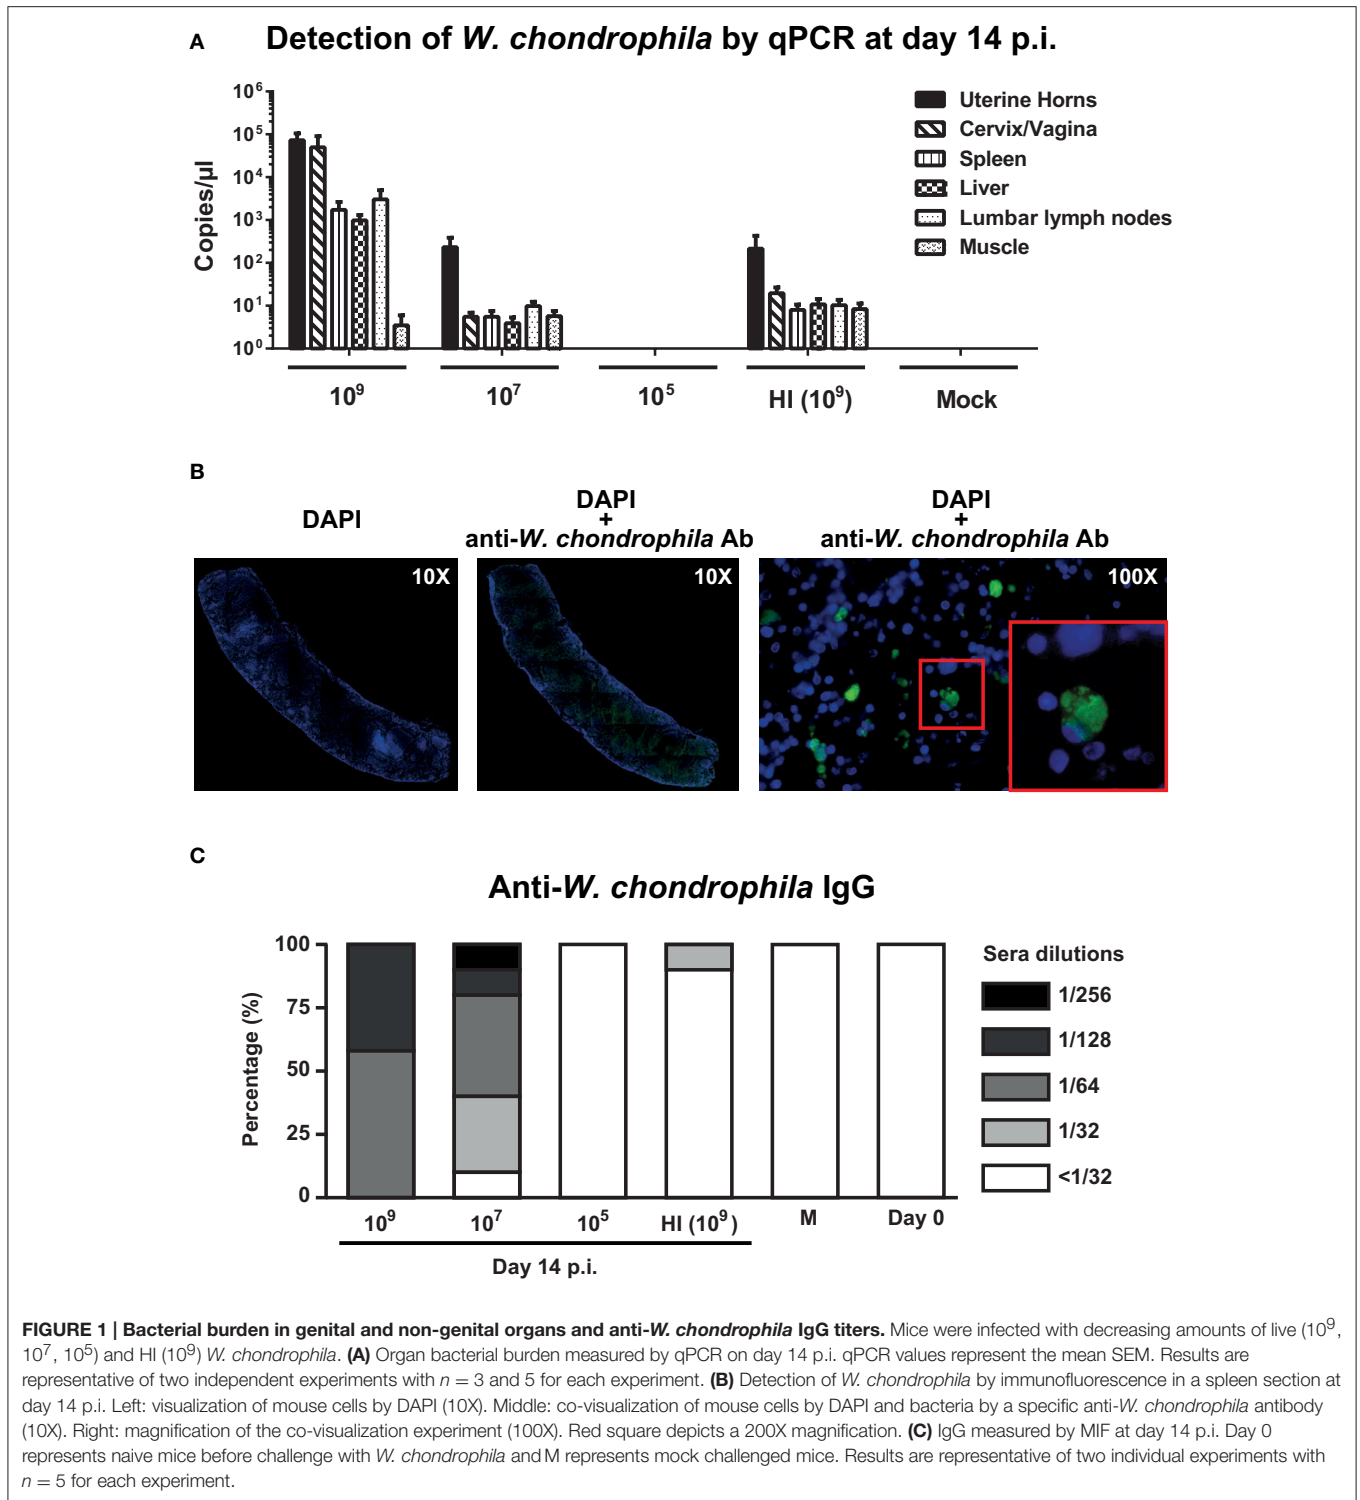 A
Detection of W. chondrophila by qPCR at day 14 p.i.
Copies/µl
10⁶
10⁵
10⁴
10³
10²
10¹
10⁰
Uterine Horns
Cervix/Vagina
Spleen
Liver
Lumbar lymph nodes
Muscle
10⁹
10⁷
10⁵
HI (10⁹)
Mock
B
DAPI
DAPI
+
anti-W. chondrophila Ab
DAPI
+
anti-W. chondrophila Ab
10X
10X
100X
C
Anti-W. chondrophila IgG
Percentage (%)
100
75
50
25
0
Sera dilutions
1/256
1/128
1/64
1/32
<1/32
10⁹
10⁷
10⁵
HI (10⁹)
M
Day 0
Day 14 p.i.
FIGURE 1 | Bacterial burden in genital and non-genital organs and anti-W. chondrophila IgG titers. Mice were infected with decreasing amounts of live (10⁹,
10⁷, 10⁵) and HI (10⁹) W. chondrophila. (A) Organ bacterial burden measured by qPCR on day 14 p.i. qPCR values represent the mean SEM. Results are
representative of two independent experiments with n = 3 and 5 for each experiment. (B) Detection of W. chondrophila by immunofluorescence in a spleen section at
day 14 p.i. Left: visualization of mouse cells by DAPI (10X). Middle: co-visualization of mouse cells by DAPI and bacteria by a specific anti-W. chondrophila antibody
(10X). Right: magnification of the co-visualization experiment (100X). Red square depicts a 200X magnification. (C) IgG measured by MIF at day 14 p.i. Day 0
represents naive mice before challenge with W. chondrophila and M represents mock challenged mice. Results are representative of two individual experiments with
n = 5 for each experiment.